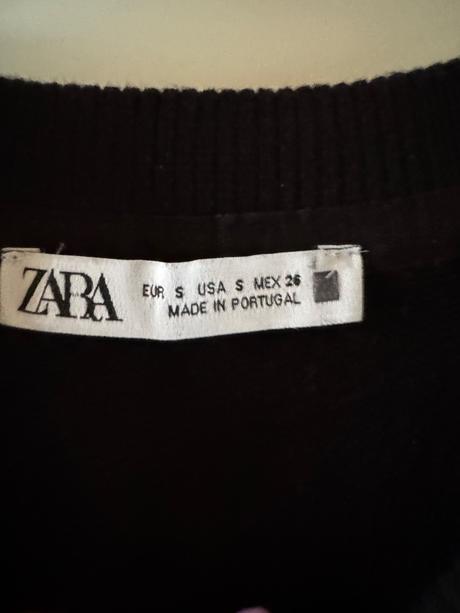 ZARA
EUR S USA S MEX 26
MADE IN PORTUGAL